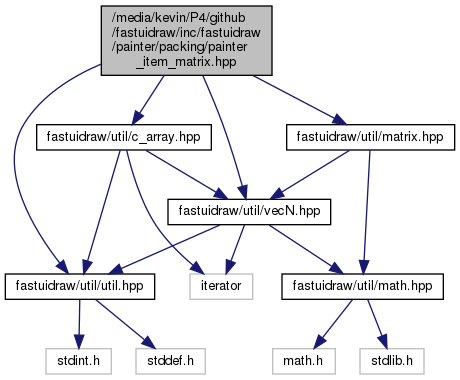 /media/kevin/P4/github
/fastuidraw/inc/fastuidraw
/painter/packing/painter
_item_matrix.hpp
fastuidraw/util/c_array.hpp
fastuidraw/util/matrix.hpp
fastuidraw/util/vecN.hpp
fastuidraw/util/util.hpp
iterator
fastuidraw/util/math.hpp
stdint.h
stddef.h
math.h
stdlib.h